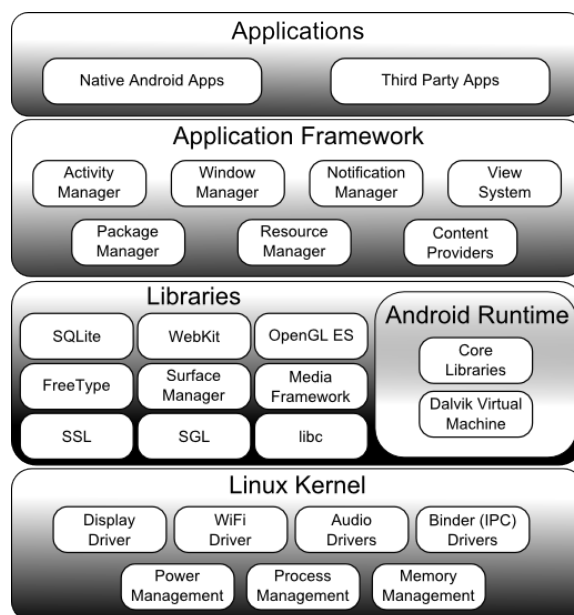 Applications
Native Android Apps
Third Party Apps
Application Framework
Activity
Manager
Window
Manager
Notification
Manager
View
System
Package
Manager
Resource
Manager
Content
Providers
Libraries
SQLite
WebKit
OpenGL ES
FreeType
Surface
Manager
Media
Framework
SSL
SGL
libc
Android Runtime
Core
Libraries
Dalvik Virtual
Machine
Linux Kernel
Display
Driver
WiFi
Driver
Audio
Drivers
Binder (IPC)
Drivers
Power
Management
Process
Management
Memory
Management